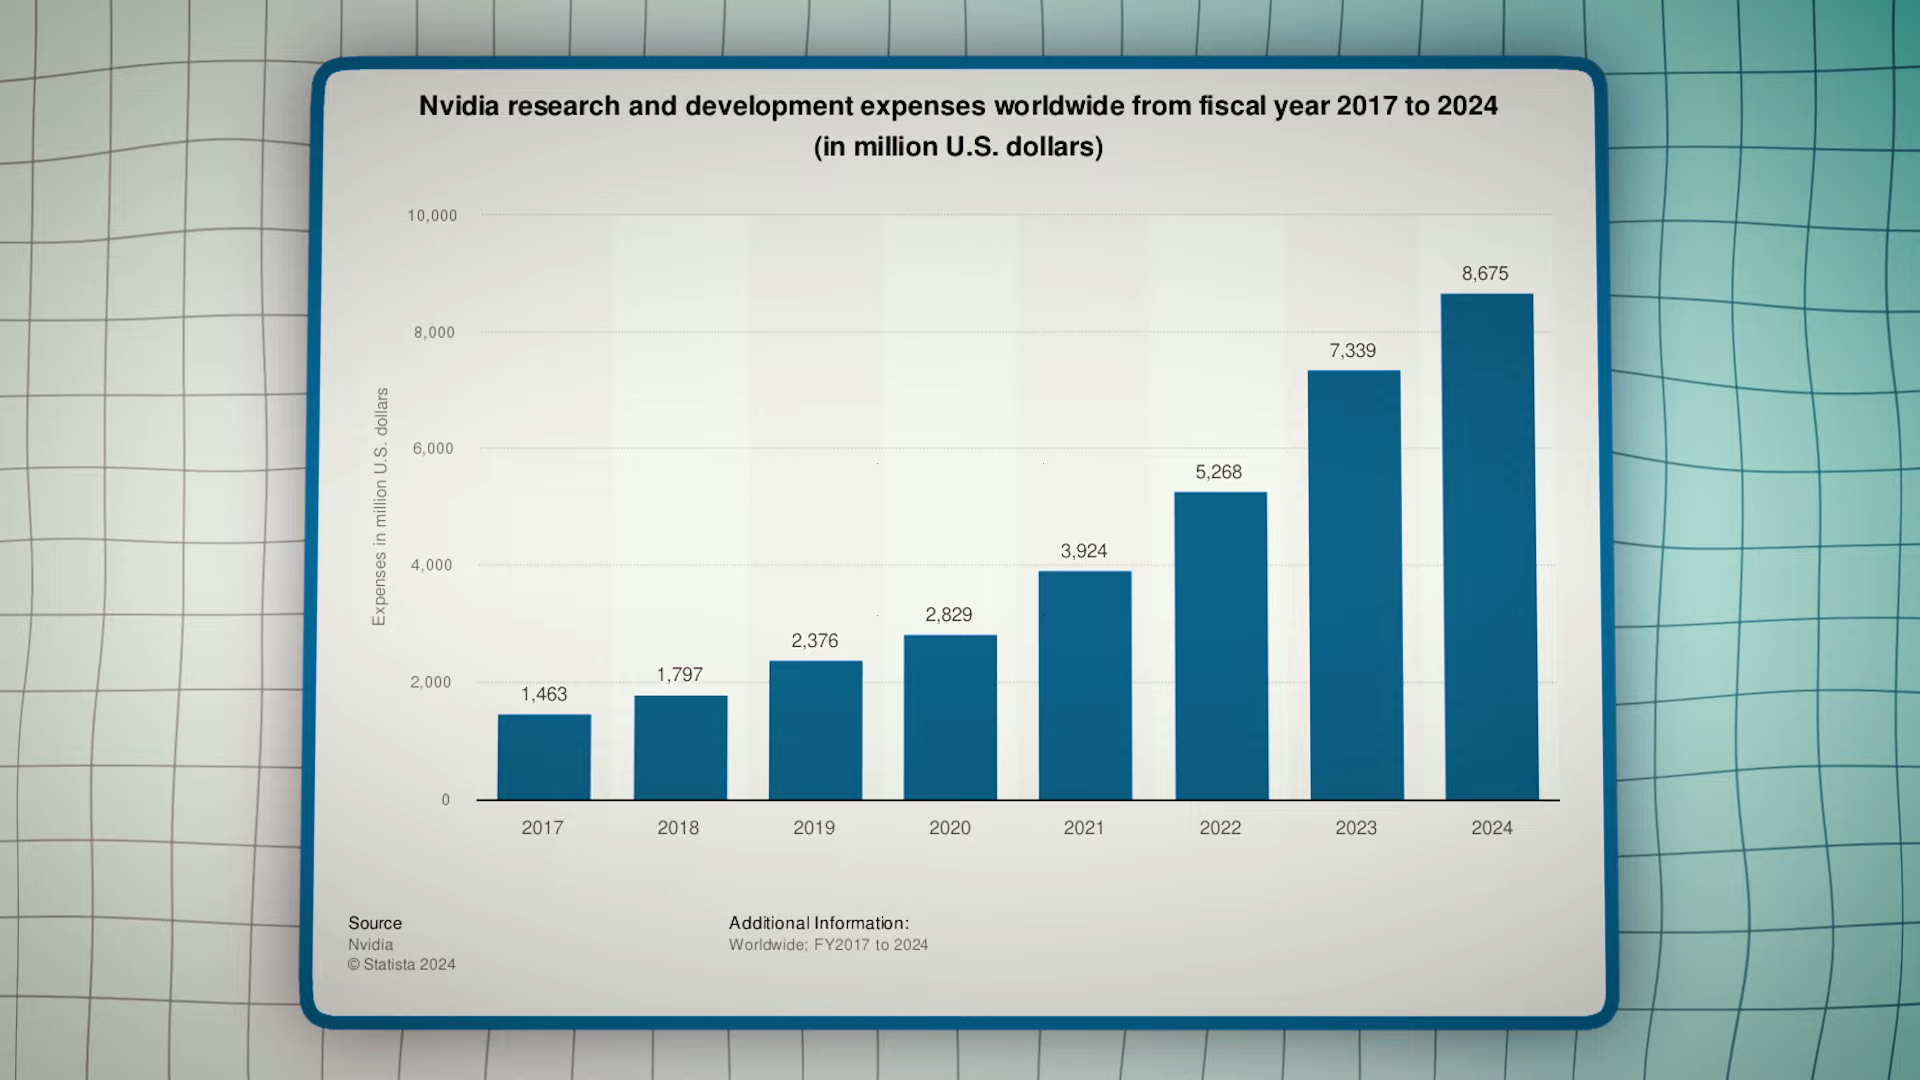 Nvidia research and development expenses worldwide from fiscal year 2017 to 2024
(in million U.S. dollars)
10,000
8,000
6,000
4,000
2,000
0
Expenses in million U.S. dollars
1,463
1,797
2,376
2,829
3,924
5,268
7,339
8,675
2017 2018 2019 2020 2021 2022 2023 2024
Source
Nvidia
© Statista 2024
Additional Information:
Worldwide; FY2017 to 2024